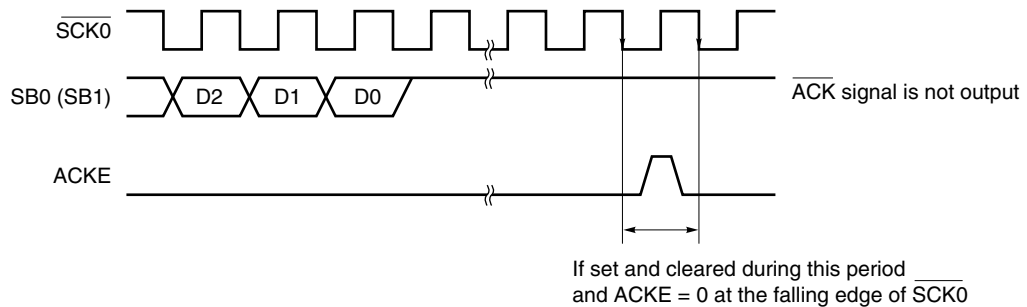 SCK0
SB0 (SB1)
D2
D1
D0
ACK signal is not output
ACKE
If set and cleared during this period
and ACKE = 0 at the falling edge of SCK0